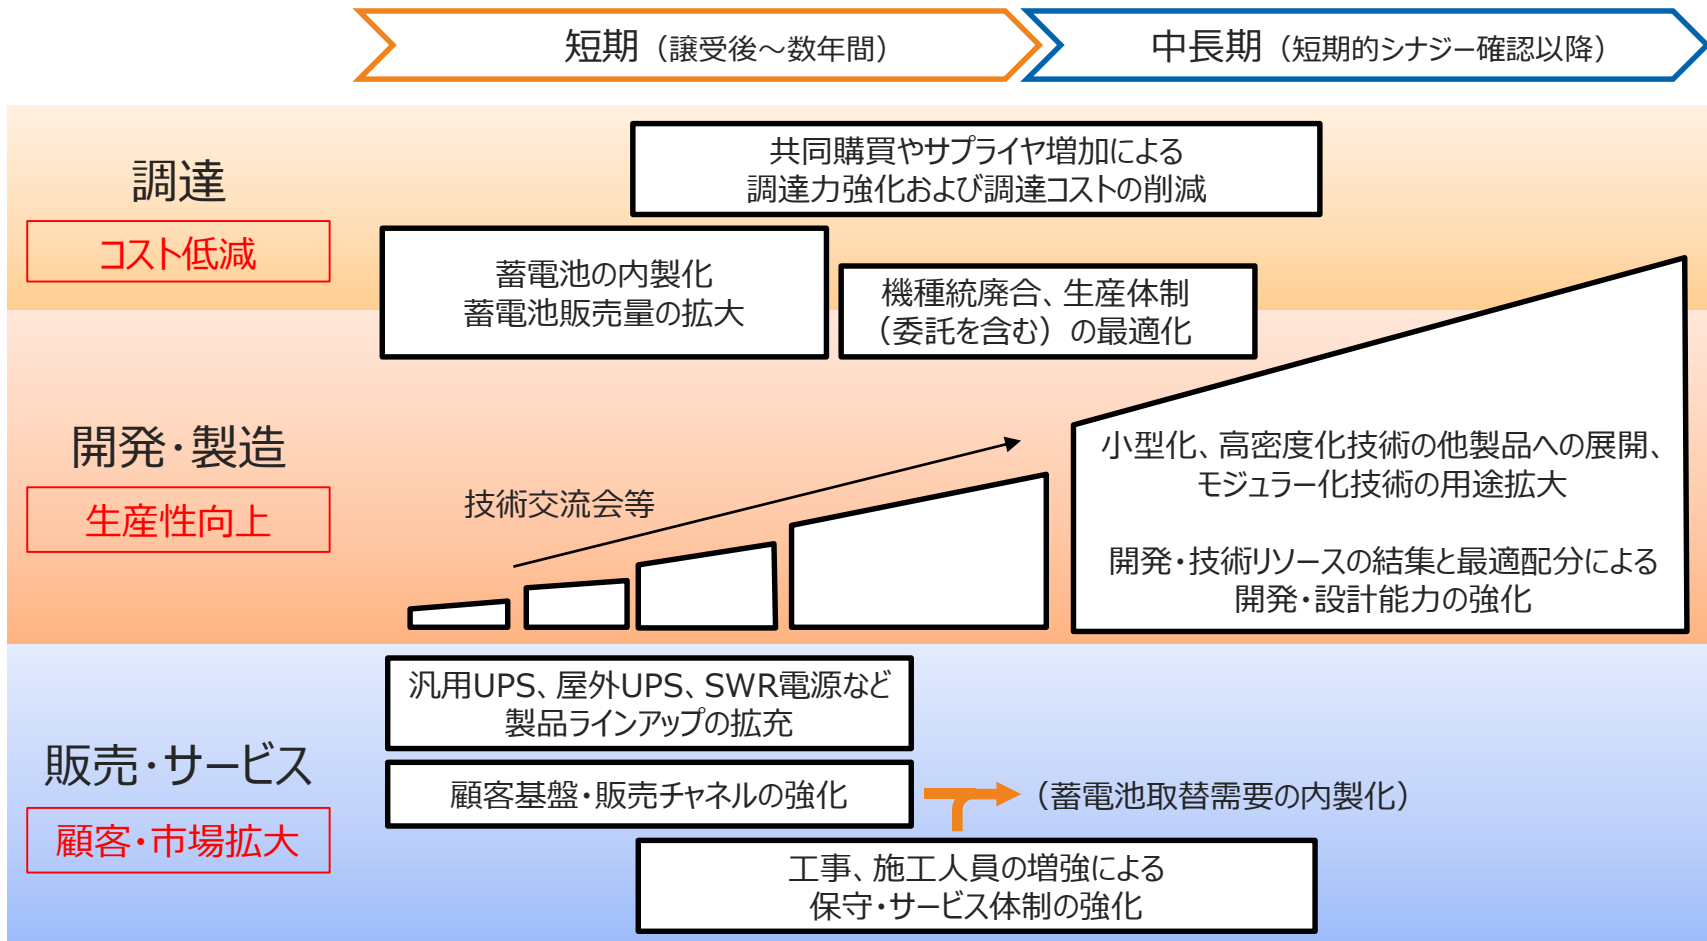 短期（譲受後～数年間）
中長期（短期的シナジー確認以降）
調達
コスト低減
共同購買やサプライヤ増加による
調達力強化および調達コストの削減
蓄電池の内製化
蓄電池販売量の拡大
機種統廃合、生産体制
（委託を含む）の最適化
開発・製造
生産性向上
技術交流会等
小型化、高密度化技術の他製品への展開、
モジュラー化技術の用途拡大
開発・技術リソースの結集と最適配分による
開発・設計能力の強化
販売・サービス
顧客・市場拡大
汎用UPS、屋外UPS、SWR電源など
製品ラインアップの拡充
顧客基盤・販売チャネルの強化
（蓄電池取替需要の内製化）
工事、施工人員の増強による
保守・サービス体制の強化